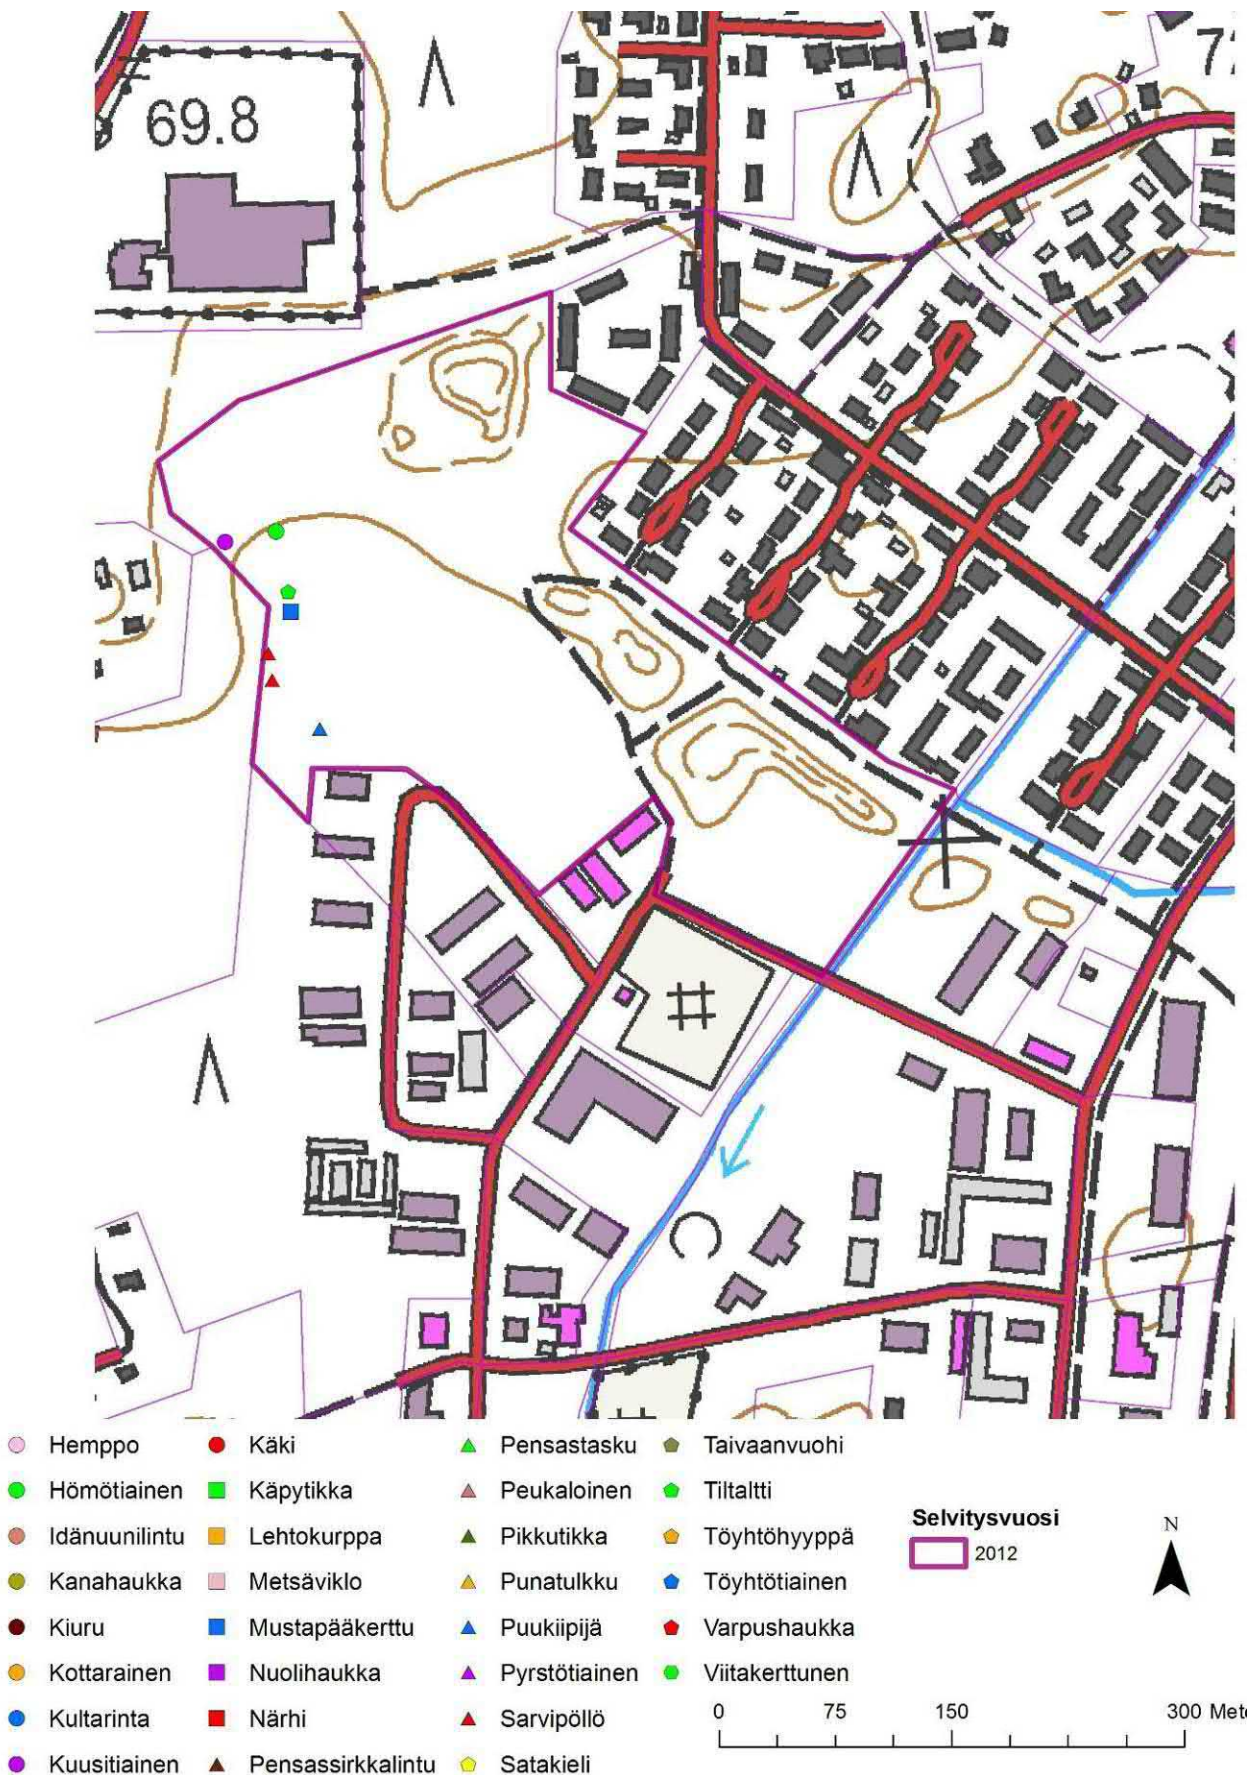 69.8
Hemppo
Hömötiainen
Idänuunilintu
Kanahaukka
Kiuru
Kottarainen
Kultarinta
Kuusitiainen
Käki
Käpytikka
Lehtokurppa
Metsäviklo
Mustapääkerttu
Nuolihaukka
Närhi
Pensassirkkalintu
Pensastasku
Peukaloinen
Pikkutikka
Punatulkku
Puukiipijä
Pyrstötiainen
Sarvipöllö
Satakieli
Taivaanvuohi
Tiltaltti
Töyhtöhyyppä
Töyhtötiainen
Varpushaukka
Viitakerttunen
Selvitysvuosi
2012
N
0 75 150 300